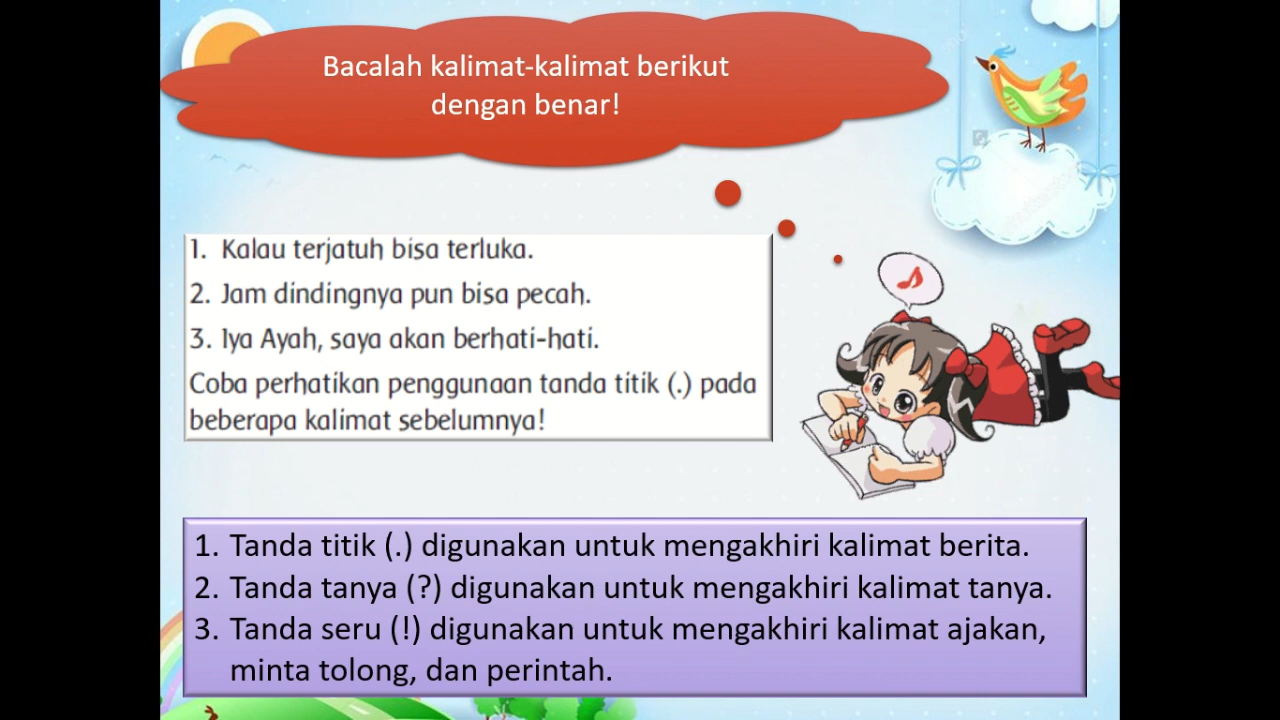 Bacalah kalimat-kalimat berikut
dengan benar!
1. Kalau terjatuh bisa terluka.
2. Jam dindingnya pun bisa pecah.
3. Iya Ayah, saya akan berhati-hati.
Coba perhatikan penggunaan tanda titik (.) pada
beberapa kalimat sebelumnya!
1. Tanda titik (.) digunakan untuk mengakhiri kalimat berita.
2. Tanda tanya (?) digunakan untuk mengakhiri kalimat tanya.
3. Tanda seru (!) digunakan untuk mengakhiri kalimat ajakan,
minta tolong, dan perintah.